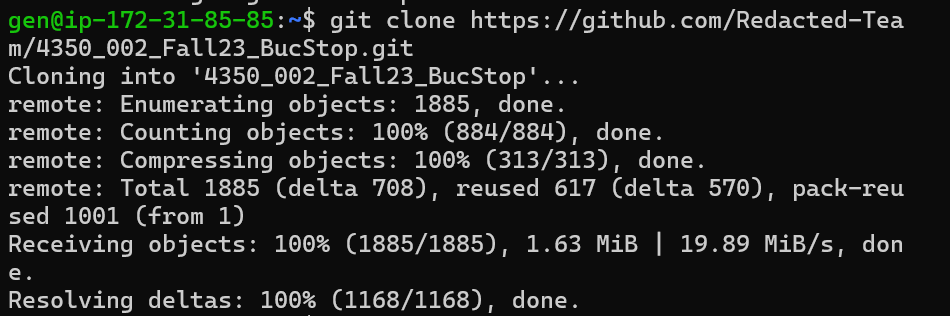 gen@ip-172-31-85-85:~$ git clone https://github.com/Redacted-Tea
m/4350_002_Fall23_BucStop.git
Cloning into '4350_002_Fall23_BucStop'...
remote: Enumerating objects: 1885, done.
remote: Counting objects: 100% (884/884), done.
remote: Compressing objects: 100% (313/313), done.
remote: Total 1885 (delta 708), reused 617 (delta 570), pack-reu
sed 1001 (from 1)
Receiving objects: 100% (1885/1885), 1.63 MiB | 19.89 MiB/s, don
e.
Resolving deltas: 100% (1168/1168), done.